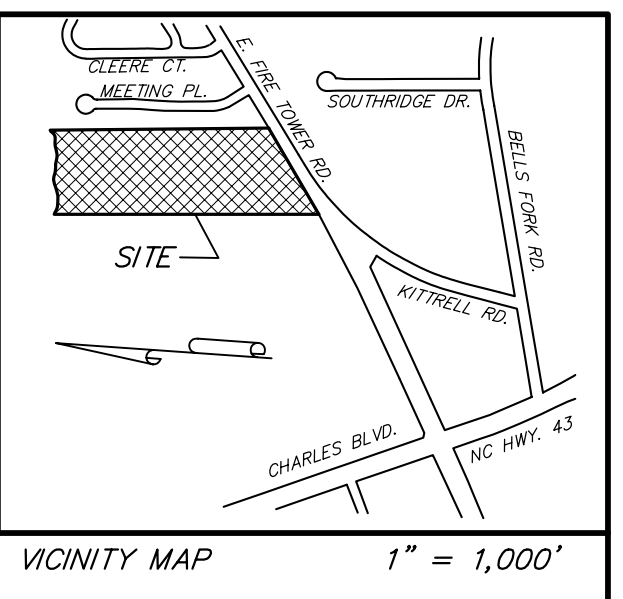 CLEERE CT.
MEETING PL.
E. FIRE TOWER RD.
SOUTHRIDGE DR.
BELLS FORK RD.
SITE
KITTRELL RD.
CHARLES BLVD.
NC HWY. 43
VICINITY MAP 1" = 1,000'